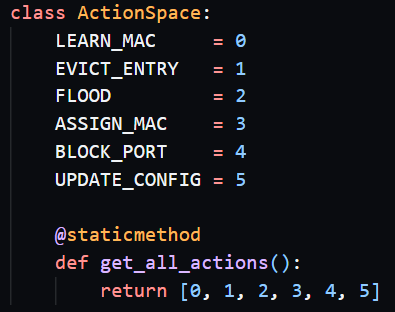 class ActionSpace:
    LEARN_MAC     = 0
    EVICT_ENTRY   = 1
    FLOOD         = 2
    ASSIGN_MAC    = 3
    BLOCK_PORT    = 4
    UPDATE_CONFIG = 5

    @staticmethod
    def get_all_actions():
        return [0, 1, 2, 3, 4, 5]